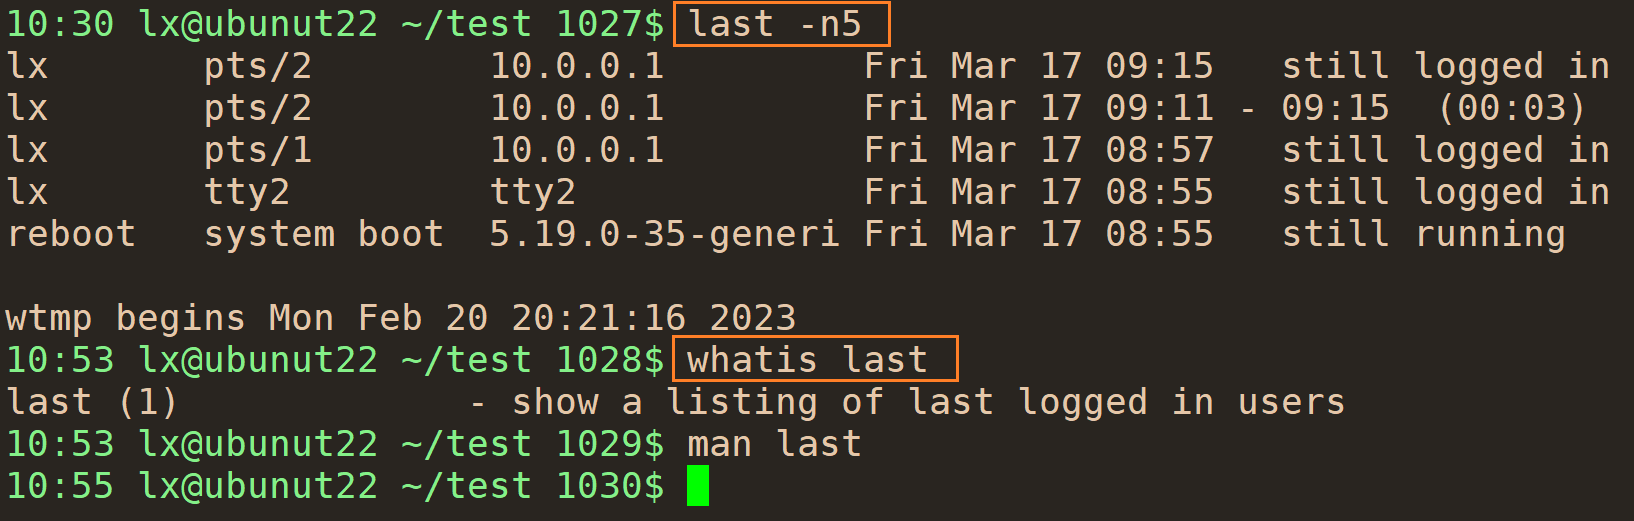 10:30 lx@ubunut22 ~/test 1027$ last -n5
lx       pts/2        10.0.0.1         Fri Mar 17 09:15   still logged in
lx       pts/2        10.0.0.1         Fri Mar 17 09:11 - 09:15  (00:03)
lx       pts/1        10.0.0.1         Fri Mar 17 08:57   still logged in
lx       tty2         tty2             Fri Mar 17 08:55   still logged in
reboot   system boot  5.19.0-35-generi Fri Mar 17 08:55   still running

wtmp begins Mon Feb 20 20:21:16 2023
10:53 lx@ubunut22 ~/test 1028$ whatis last
last (1)             - show a listing of last logged in users
10:53 lx@ubunut22 ~/test 1029$ man last
10:55 lx@ubunut22 ~/test 1030$